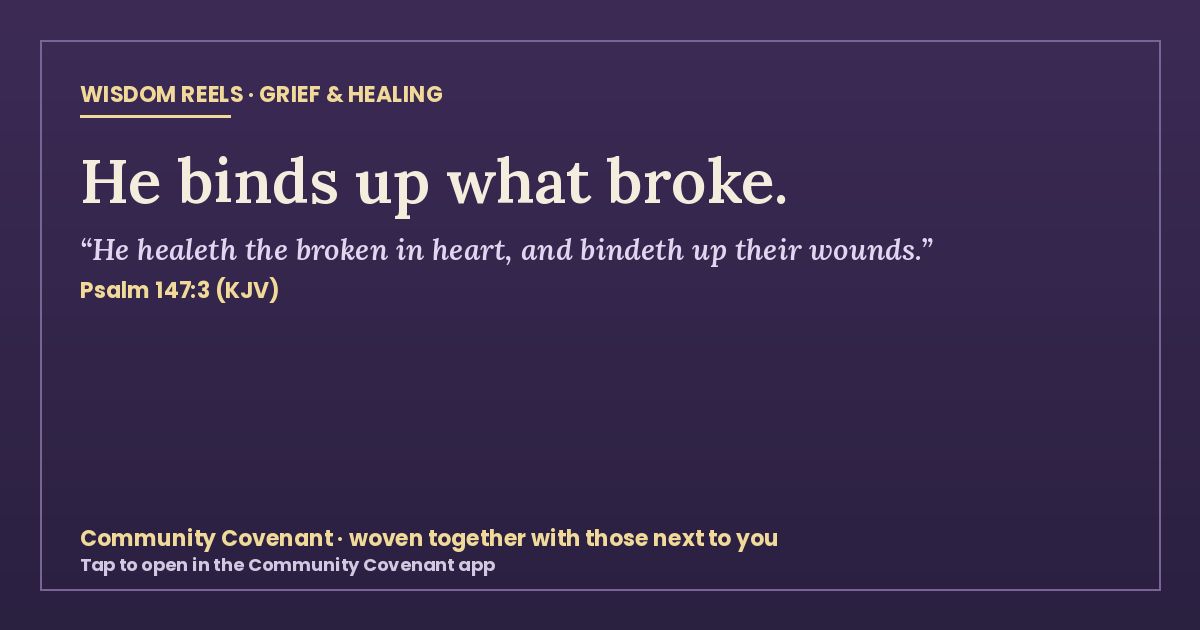 WISDOM REELS · GRIEF & HEALING
He binds up what broke.
“He healeth the broken in heart, and bindeth up their wounds.”
Psalm 147:3 (KJV)
Community Covenant · woven together with those next to you
Tap to open in the Community Covenant app